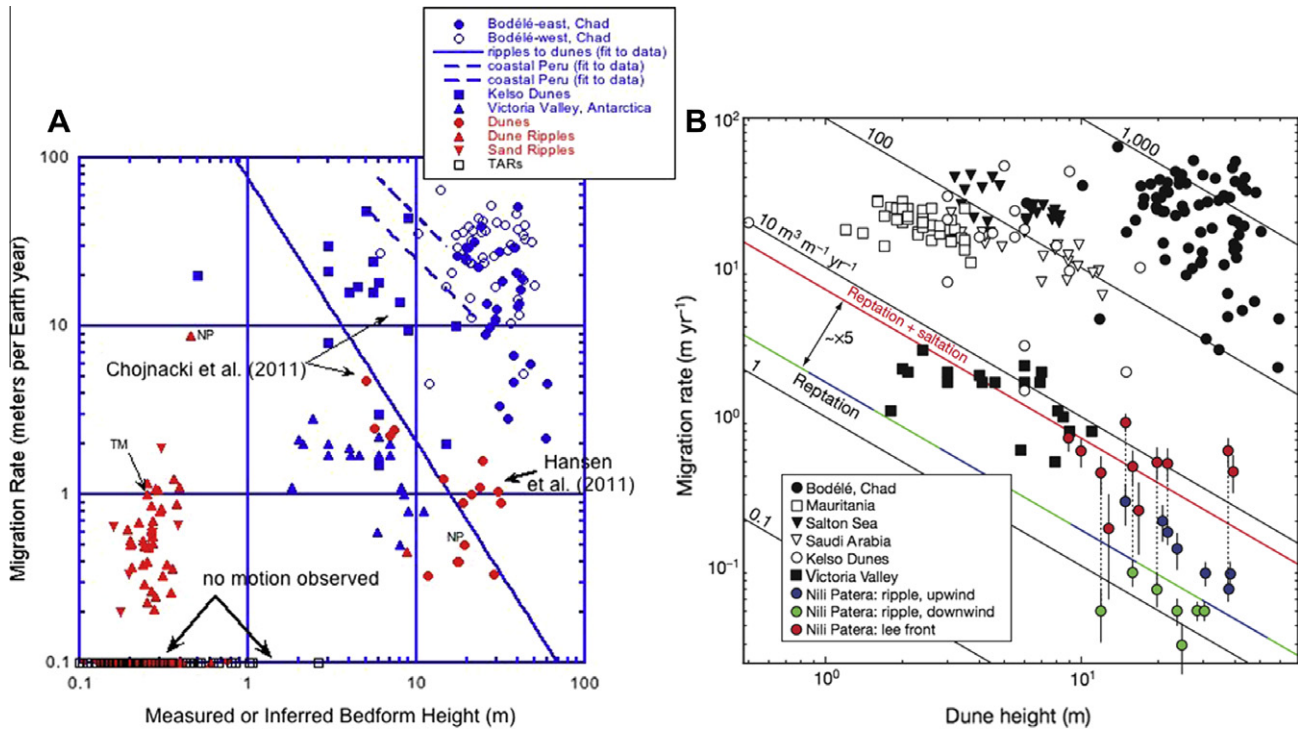 Bodélé-east, Chad
Bodélé-west, Chad
ripples to dunes (fit to data)
coastal Peru (fit to data)
coastal Peru (fit to data)
Kelso Dunes
Victoria Valley, Antarctica
Dunes
Dune Ripples
Sand Ripples
TARs
A
100
10
1
0.1
Migration Rate (meters per Earth year)
NP
Chojnacki et al. (2011)
TM
Hansen
et al. (2011)
NP
no motion observed
0.1
1
10
100
Measured or Inferred Bedform Height (m)
B
10²
10¹
10⁰
10⁻¹
Migration rate (m yr⁻¹)
100
1,000
10 m³ m⁻¹ yr⁻¹
Reptation + saltation
~×5
Reptation
1
0.1
Bodélé, Chad
Mauritania
Salton Sea
Saudi Arabia
Kelso Dunes
Victoria Valley
Nili Patera: ripple, upwind
Nili Patera: ripple, downwind
Nili Patera: lee front
10⁰
10¹
Dune height (m)